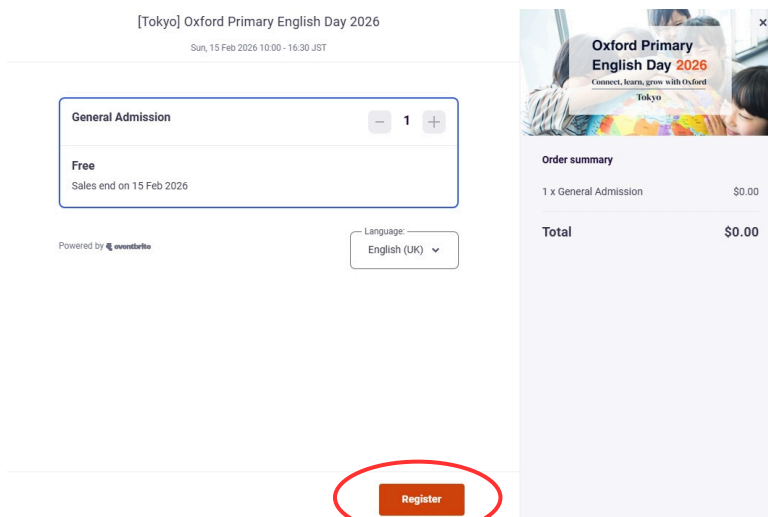 [Tokyo] Oxford Primary English Day 2026
Sun, 15 Feb 2026 10:00 - 16:30 JST
General Admission
− 1 +
Free
Sales end on 15 Feb 2026
Powered by eventbrite
Language:
English (UK)
Register
×
Oxford Primary
English Day 2026
Connect, learn, grow with Oxford
Tokyo
Order summary
1 x General Admission $0.00
Total $0.00